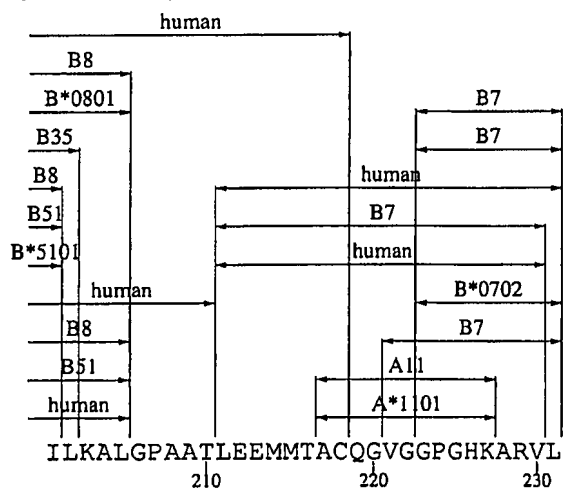 human
B8
B*0801 B7
B35 B7
B8 human
B51 B7
B*5101 human
human B*0702
B8 B7
B51 A11
human A*1101
ILKALGPAATLEEMMTACQGVGGPGHKARVL
210 220 230